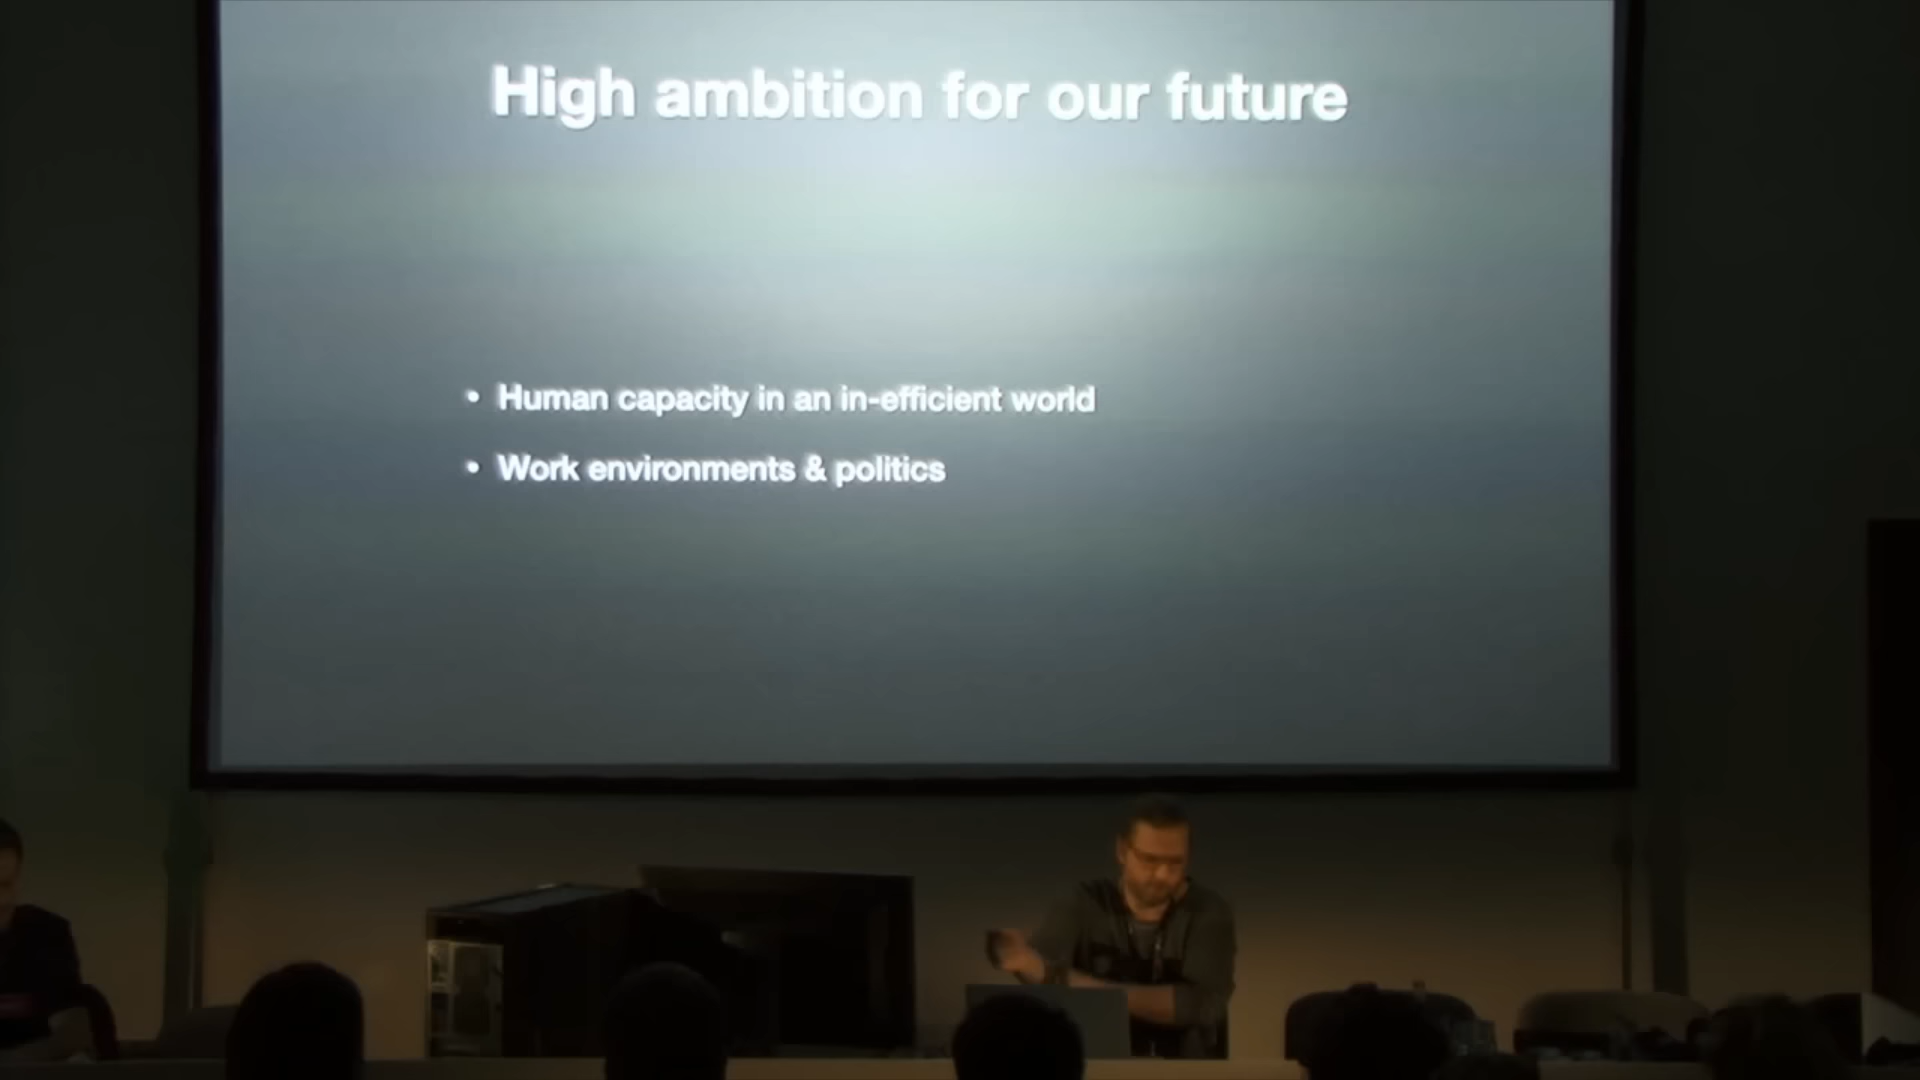 High ambition for our future
• Human capacity in an in-efficient world
• Work environments & politics